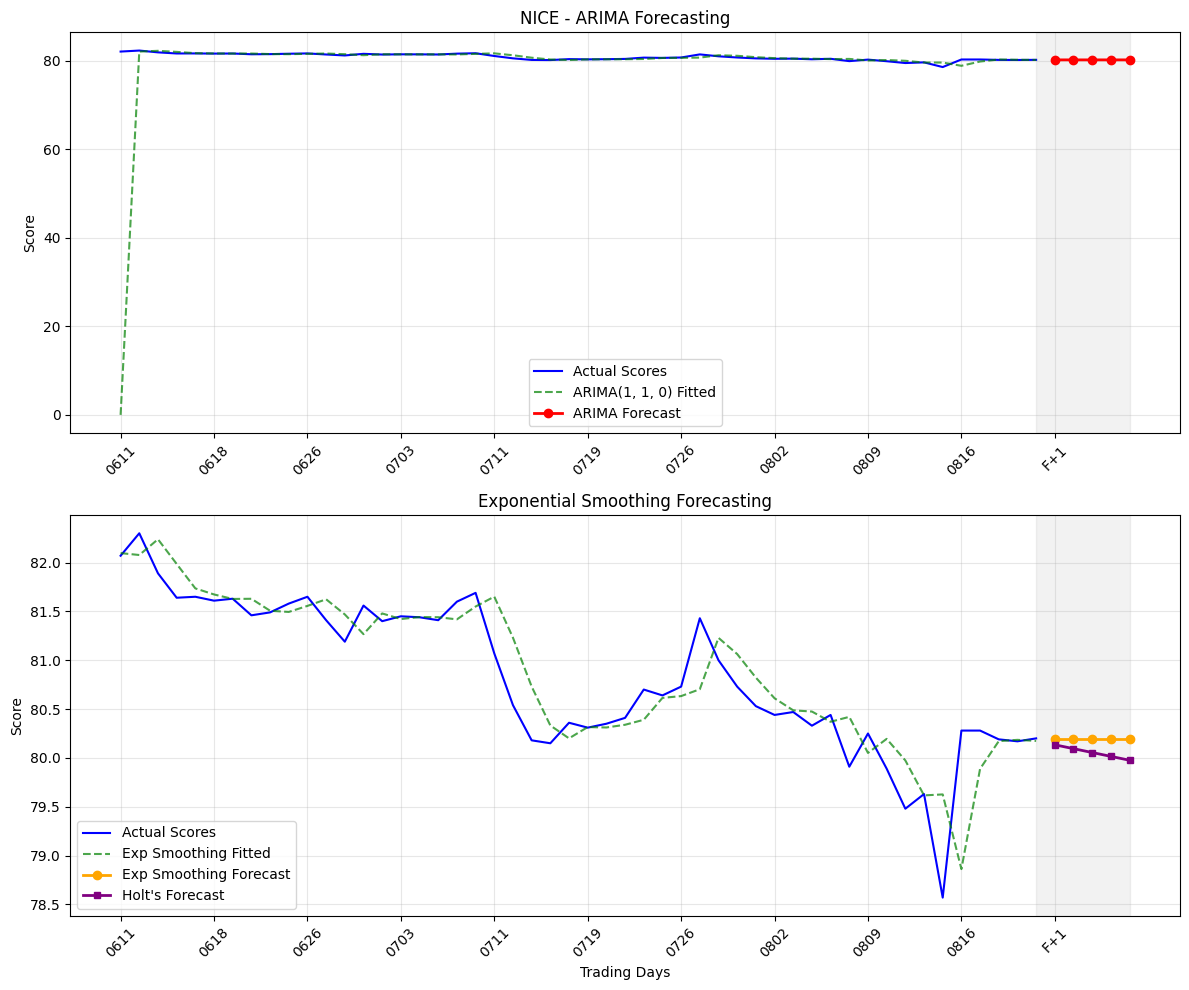 NICE - ARIMA Forecasting
Score
80
60
40
20
0
Actual Scores
ARIMA(1, 1, 0) Fitted
ARIMA Forecast
0611 0618 0626 0703 0711 0719 0726 0802 0809 0816 F+1
Exponential Smoothing Forecasting
Score
82.0
81.5
81.0
80.5
80.0
79.5
79.0
78.5
Actual Scores
Exp Smoothing Fitted
Exp Smoothing Forecast
Holt's Forecast
0611 0618 0626 0703 0711 0719 0726 0802 0809 0816 F+1
Trading Days